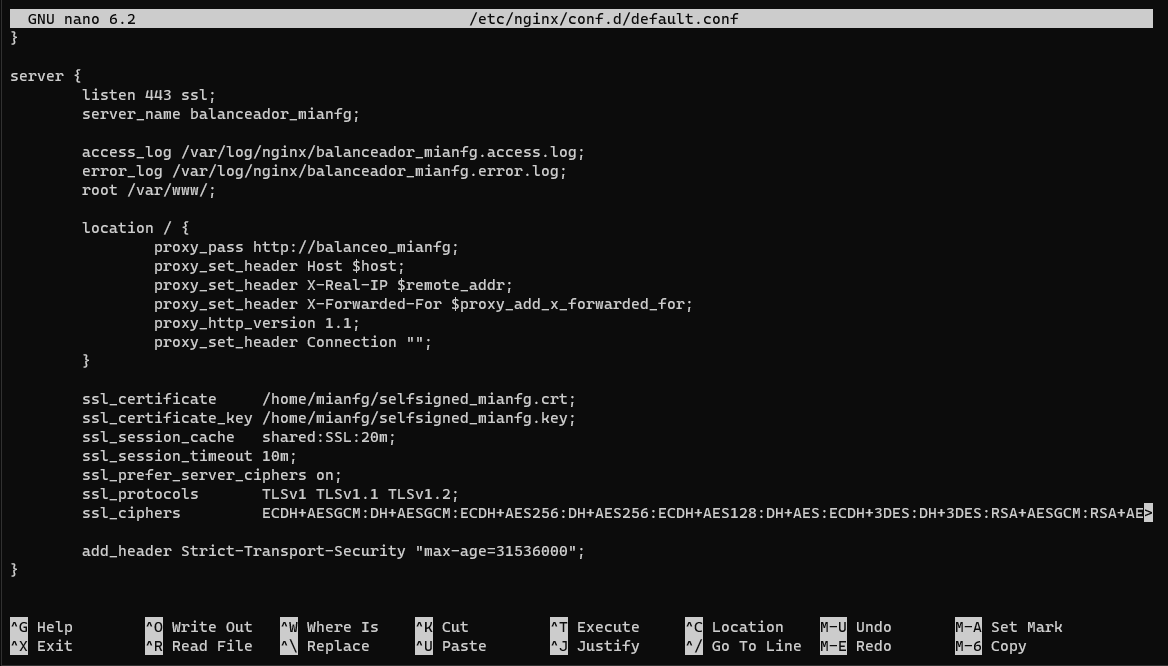 GNU nano 6.2 /etc/nginx/conf.d/default.conf
}
server {
listen 443 ssl;
server_name balanceador_mianfg;
access_log /var/log/nginx/balanceador_mianfg.access.log;
error_log /var/log/nginx/balanceador_mianfg.error.log;
root /var/www/;
location / {
proxy_pass http://balanceo_mianfg;
proxy_set_header Host $host;
proxy_set_header X-Real-IP $remote_addr;
proxy_set_header X-Forwarded-For $proxy_add_x_forwarded_for;
proxy_http_version 1.1;
proxy_set_header Connection "";
}
ssl_certificate /home/mianfg/selfsigned_mianfg.crt;
ssl_certificate_key /home/mianfg/selfsigned_mianfg.key;
ssl_session_cache shared:SSL:20m;
ssl_session_timeout 10m;
ssl_prefer_server_ciphers on;
ssl_protocols TLSv1 TLSv1.1 TLSv1.2;
ssl_ciphers ECDH+AESGCM:DH+AESGCM:ECDH+AES256:DH+AES256:ECDH+AES128:DH+AES:ECDH+3DES:DH+3DES:RSA+AESGCM:RSA+AE>
add_header Strict-Transport-Security "max-age=31536000";
}
^G Help ^O Write Out ^W Where Is ^K Cut ^T Execute ^C Location M-U Undo M-A Set Mark
^X Exit ^R Read File ^\ Replace ^U Paste ^J Justify ^/ Go To Line M-E Redo M-6 Copy